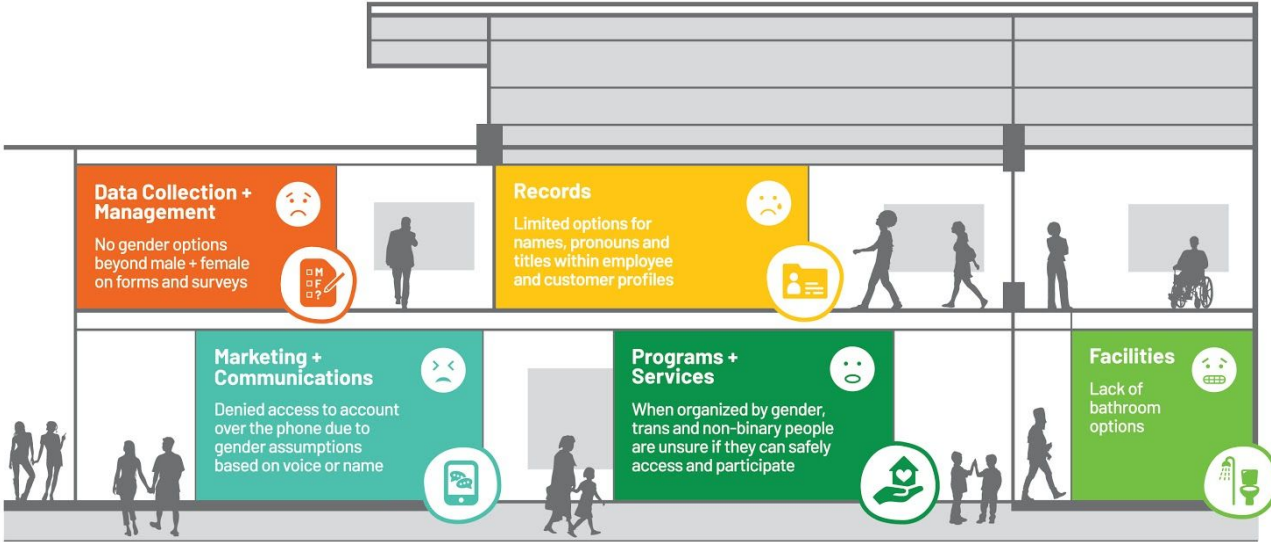 Data Collection +
Management
No gender options
beyond male + female
on forms and surveys
M
F
?
Records
Limited options for
names, pronouns and
titles within employee
and customer profiles
Marketing +
Communications
Denied access to account
over the phone due to
gender assumptions
based on voice or name
Programs +
Services
When organized by gender,
trans and non-binary people
are unsure if they can safely
access and participate
Facilities
Lack of
bathroom
options